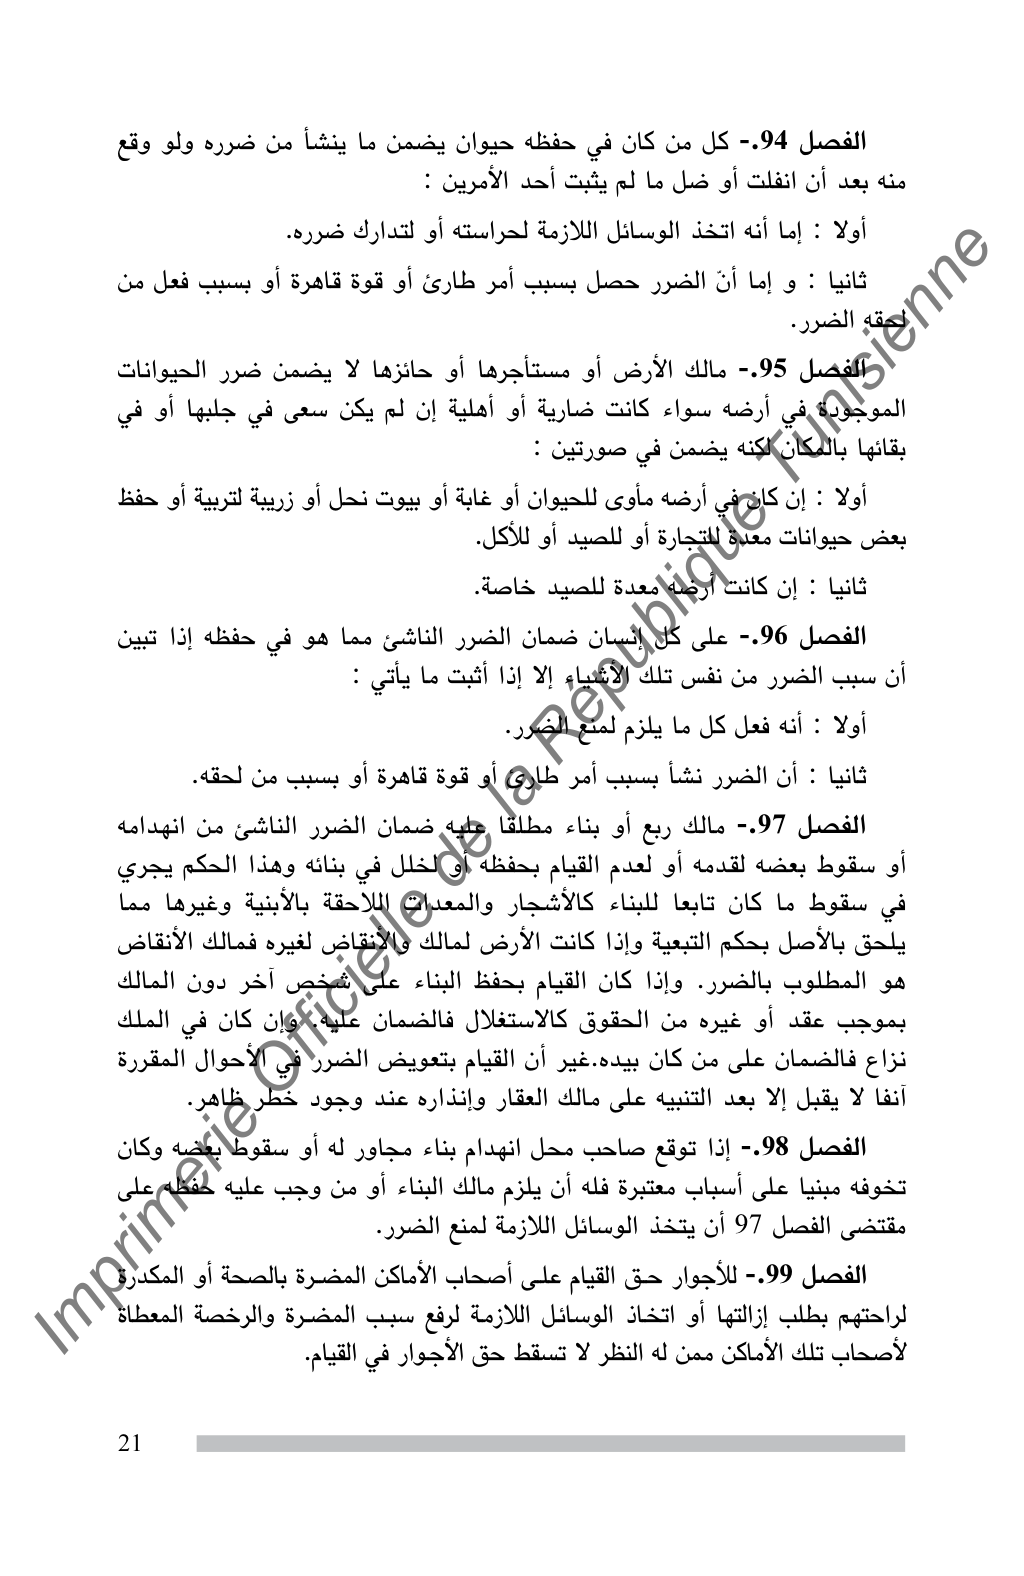 الفصل 94.- كل من كان في حفظه حيوان يضمن ما ينشأ من ضرره ولو وقع
منه بعد أن انفلت أو ضل ما لم يثبت أحد الأمرين :
أولا : إما أنه اتخذ الوسائل اللازمة لحراسته أو لتدارك ضرره.
ثانيا : و إما أنّ الضرر حصل بسبب أمر طارئ أو قوة قاهرة أو بسبب فعل من
لحقه الضرر.
الفصل 95.- مالك الأرض أو مستأجرها أو حائزها لا يضمن ضرر الحيوانات
الموجودة في أرضه سواء كانت ضارية أو أهلية إن لم يكن سعى في جلبها أو في
بقائها بالمكان لكنه يضمن في صورتين :
أولا : إن كان في أرضه مأوى للحيوان أو غابة أو بيوت نحل أو زريبة لتربية أو حفظ
بعض حيوانات معدة للتجارة أو للصيد أو للأكل.
ثانيا : إن كانت أرضه معدة للصيد خاصة.
الفصل 96.- على كل إنسان ضمان الضرر الناشئ مما هو في حفظه إذا تبين
أن سبب الضرر من نفس تلك الأشياء إلا إذا أثبت ما يأتي :
أولا : أنه فعل كل ما يلزم لمنع الضرر.
ثانيا : أن الضرر نشأ بسبب أمر طارئ أو قوة قاهرة أو بسبب من لحقه.
الفصل 97.- مالك ربع أو بناء مطلقا عليه ضمان الضرر الناشئ من انهدامه
أو سقوط بعضه لقدمه أو لعدم القيام بحفظه أو لخلل في بنائه وهذا الحكم يجري
في سقوط ما كان تابعا للبناء كالأشجار والمعدات اللاحقة بالأبنية وغيرها مما
يلحق بالأصل بحكم التبعية وإذا كانت الأرض لمالك والأنقاض لغيره فمالك الأنقاض
هو المطلوب بالضرر. وإذا كان القيام بحفظ البناء على شخص آخر دون المالك
بموجب عقد أو غيره من الحقوق كالاستغلال فالضمان عليه. وإن كان في الملك
نزاع فالضمان على من كان بيده.غير أن القيام بتعويض الضرر في الأحوال المقررة
آنفا لا يقبل إلا بعد التنبيه على مالك العقار وإنذاره عند وجود خطر ظاهر.
الفصل 98.- إذا توقع صاحب محل انهدام بناء مجاور له أو سقوط بعضه وكان
تخوفه مبنيا على أسباب معتبرة فله أن يلزم مالك البناء أو من وجب عليه حفظه على
مقتضى الفصل 97 أن يتخذ الوسائل اللازمة لمنع الضرر.
الفصل 99.- للأجوار حق القيام على أصحاب الأماكن المضرة بالصحة أو المكدرة
لراحتهم بطلب إزالتها أو اتخاذ الوسائل اللازمة لرفع سبب المضرة والرخصة المعطاة
لأصحاب تلك الأماكن ممن له النظر لا تسقط حق الأجوار في القيام.
21
Imprimerie Officielle de la République Tunisienne